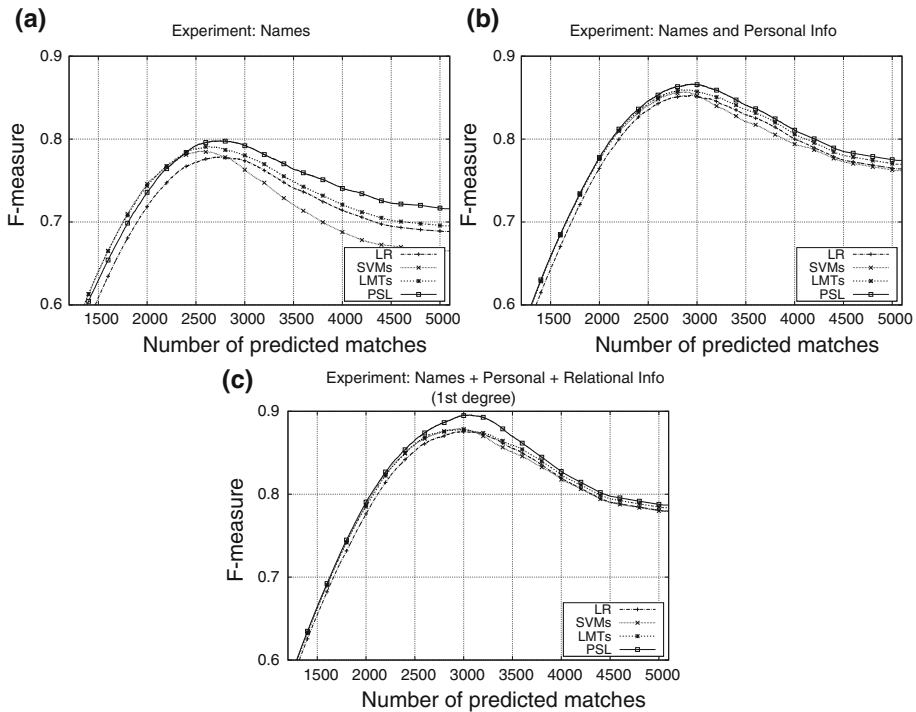 (a)
Experiment: Names
0.9
0.8
0.7
0.6
F-measure
LR
SVMs
LMTs
PSL
1500 2000 2500 3000 3500 4000 4500 5000
Number of predicted matches
(b)
Experiment: Names and Personal Info
0.9
0.8
0.7
0.6
F-measure
LR
SVMs
LMTs
PSL
1500 2000 2500 3000 3500 4000 4500 5000
Number of predicted matches
(c)
Experiment: Names + Personal + Relational Info
(1st degree)
0.9
0.8
0.7
0.6
F-measure
LR
SVMs
LMTs
PSL
1500 2000 2500 3000 3500 4000 4500 5000
Number of predicted matches